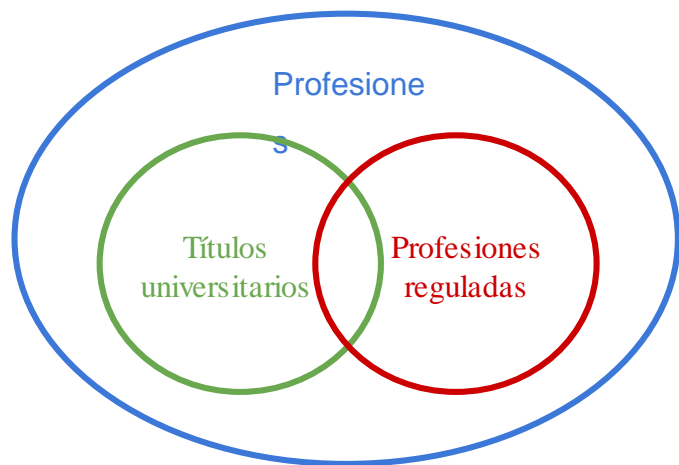 Profesione
s
Títulos
universitarios
Profesiones
reguladas